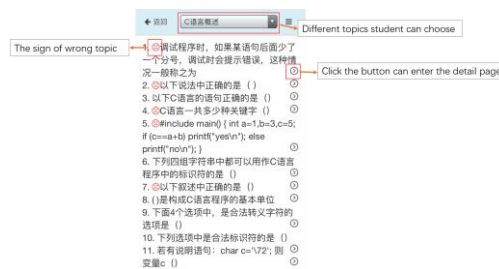 返回
C语言概述
Different topics student can choose
The sign of wrong topic
1. 调试程序时，如果某语句后面少了
一个分号，调试时会提示错误，这种情
况一般称之为
Click the button can enter the detail page
2. 以下说法中正确的是（）
3. 以下C语言的语句正确的是（）
4. C语言一共多少种关键字（）
5. #include main() { int a=1,b=3,c=5;
if (c==a+b) printf("yes\n"); else
printf("no\n"); }
6. 下列四组字符串中都可以用作C语言
程序中的标识符的是（）
7. 以下叙述中正确的是（）
8. ()是构成C语言程序的基本单位
9. 下面4个选项中，是合法转义字符的
选项是（）
10. 下列选项中是合法标识符的是（）
11. 若有说明语句：char c='\72'; 则
变量c（）